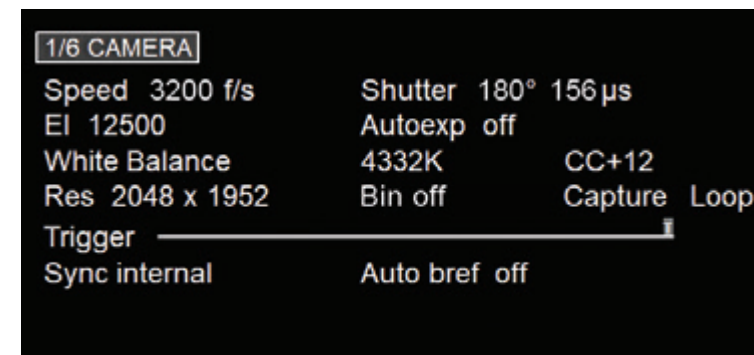 1/6 CAMERA
Speed 3200 f/s Shutter 180° 156 µs
EI 12500 Autoexp off
White Balance 4332K CC+12
Res 2048 x 1952 Bin off Capture Loop
Trigger
Sync internal Auto bref off